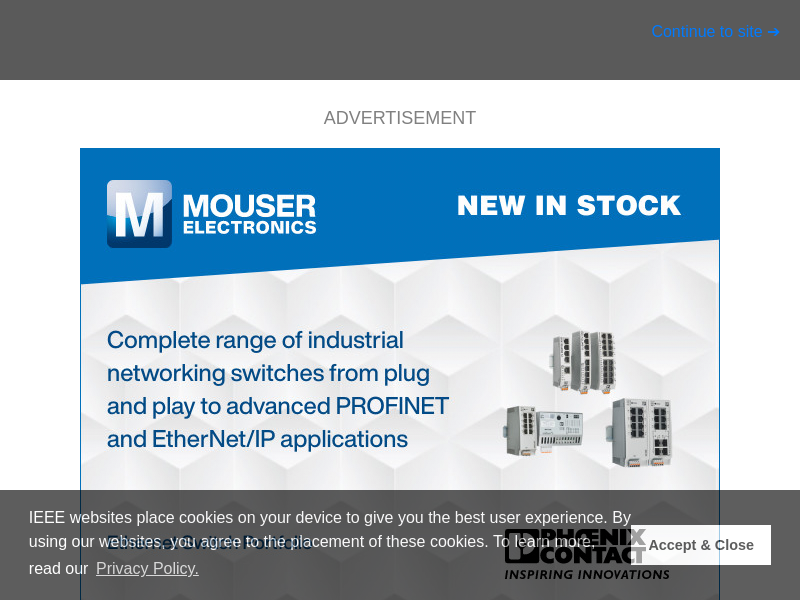 Continue to site ➔
ADVERTISEMENT
M MOUSER
ELECTRONICS
NEW IN STOCK
Complete range of industrial
networking switches from plug
and play to advanced PROFINET
and EtherNet/IP applications
PHOENIX
CONTACT
INSPIRING INNOVATIONS
IEEE websites place cookies on your device to give you the best user experience. By
using our websites, you agree to the placement of these cookies. To learn more,
read our Privacy Policy.
Accept & Close